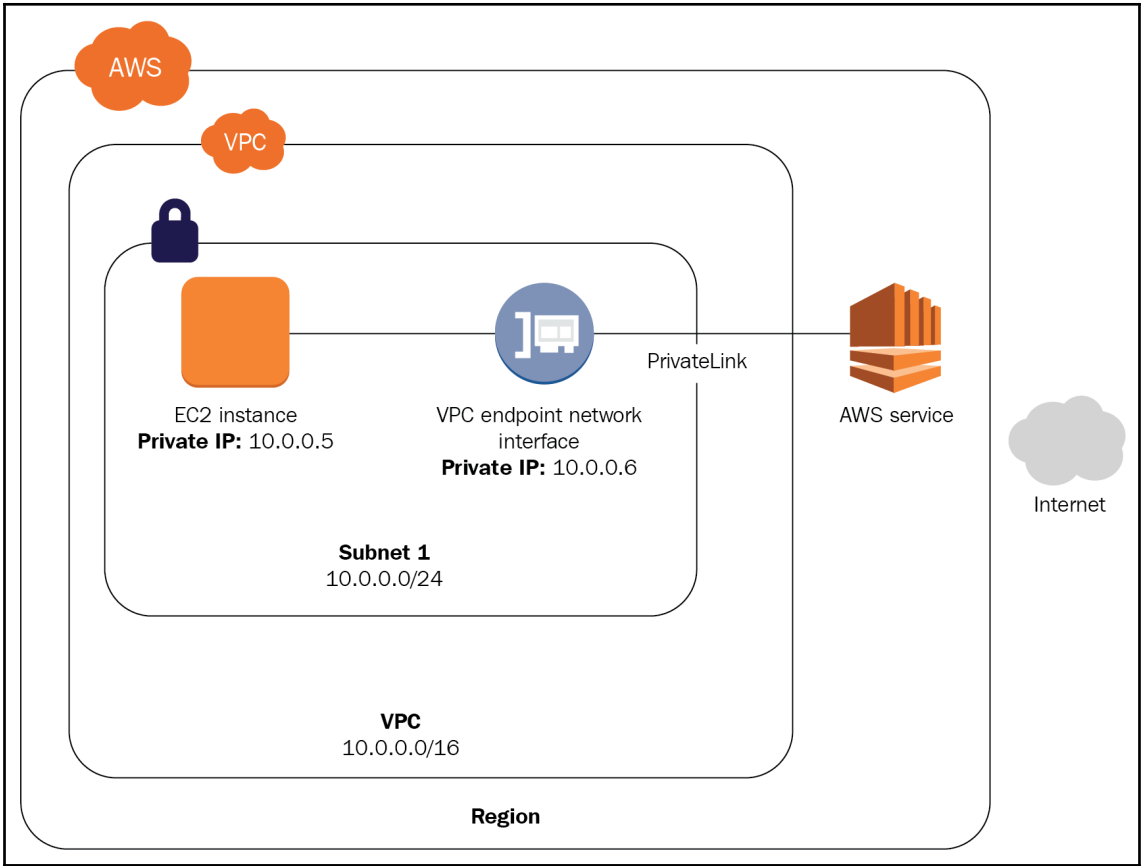 AWS
VPC
PrivateLink
EC2 instance
Private IP: 10.0.0.5
VPC endpoint network
interface
Private IP: 10.0.0.6
AWS service
Internet
Subnet 1
10.0.0.0/24
VPC
10.0.0.0/16
Region